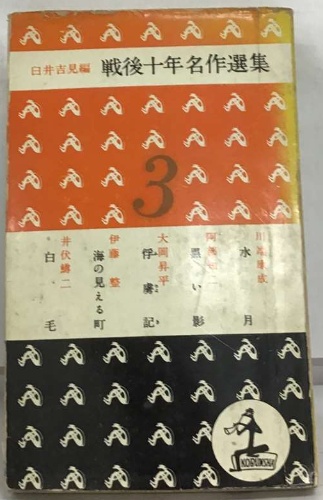 臼井吉見編
戦後十年名作選集
3
川端康成
水月
阿部知二
黒い影
大岡昇平
俘虜記
伊藤整
海の見える町
井伏鱒二
白毛
KOBUNSHA